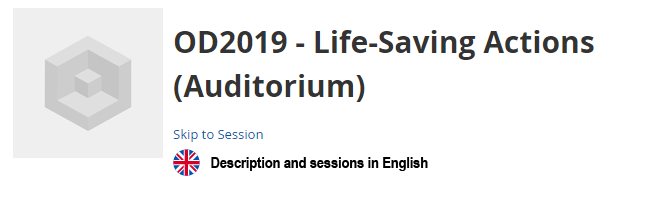 OD2019 - Life-Saving Actions
(Auditorium)
Skip to Session
Description and sessions in English